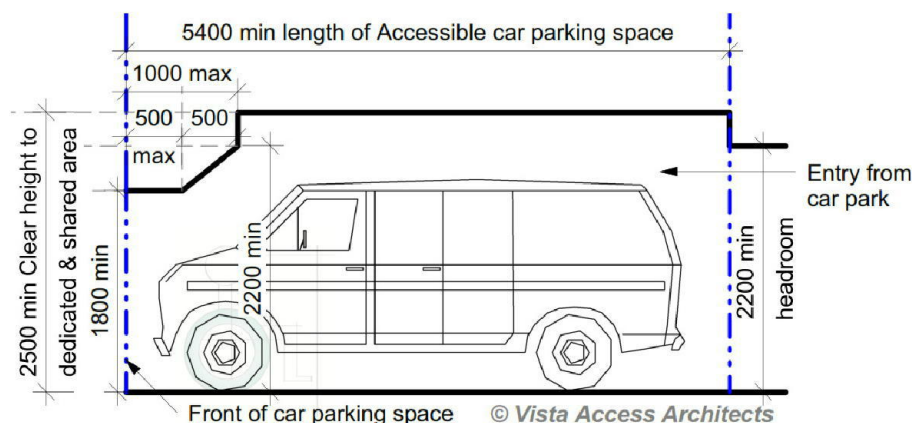 5400 min length of Accessible car parking space
1000 max
500
500
max
2500 min Clear height to
dedicated & shared area
1800 min
2200 min
Entry from
car park
2200 min
headroom
Front of car parking space
© Vista Access Architects